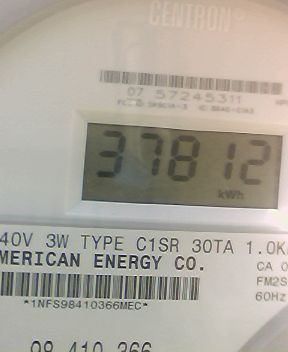 CENTRON®
07 57245311
37812
kWh
40V 3W TYPE C1SR 30TA 1.0K
MERICAN ENERGY CO.
CA 0
FM2S
60Hz
*1NFS98410366MEC*
98 410 366